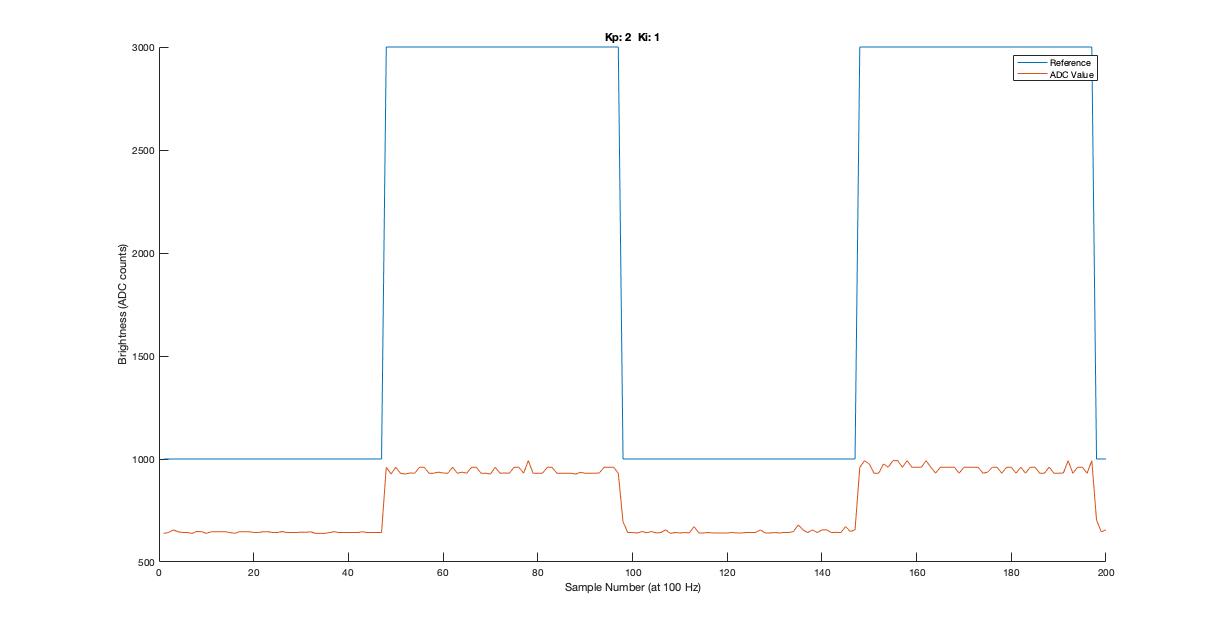 Kp: 2 Ki: 1
3000
2500
2000
1500
1000
500
Brightness (ADC counts)
Reference
ADC Value
0 20 40 60 80 100 120 140 160 180 200
Sample Number (at 100 Hz)